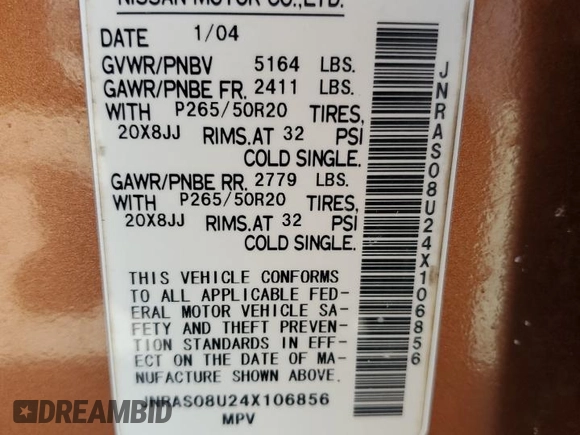 NISSAN MOTOR CO.,LTD.
DATE 1/04
GVWR/PNBV 5164 LBS.
GAWR/PNBE FR. 2411 LBS.
WITH P265/50R20 TIRES,
20X8JJ RIMS.AT 32 PSI
COLD SINGLE.
GAWR/PNBE RR. 2779 LBS.
WITH P265/50R20 TIRES,
20X8JJ RIMS.AT 32 PSI
COLD SINGLE.
THIS VEHICLE CONFORMS
TO ALL APPLICABLE FED-
ERAL MOTOR VEHICLE SA-
FETY AND THEFT PREVEN-
TION STANDARDS IN EFF-
ECT ON THE DATE OF MA-
NUFACTURE SHOWN ABOVE.
JNRAS08U24X106856
MPV
JNRAS08U24X106856
EPICVIN
.COM